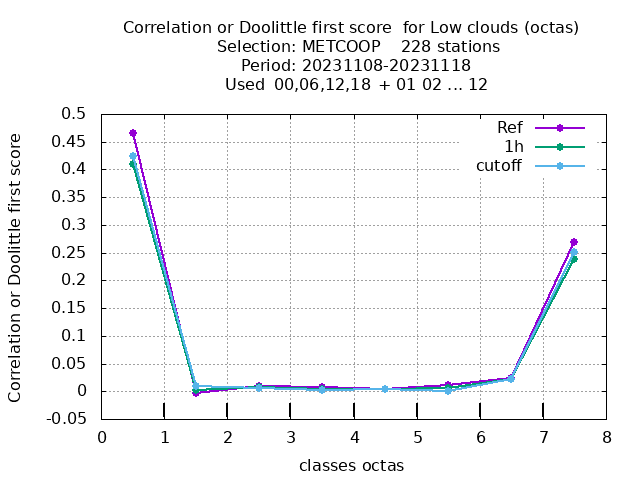 Correlation or Doolittle first score  for Low clouds (octas)
Selection: METCOOP    228 stations
Period: 20231108-20231118
Used  00,06,12,18  + 01 02 ... 12
Correlation or Doolittle first score
0.5
0.45
0.4
0.35
0.3
0.25
0.2
0.15
0.1
0.05
0
-0.05
Ref
1h
cutoff
0 1 2 3 4 5 6 7 8
classes octas